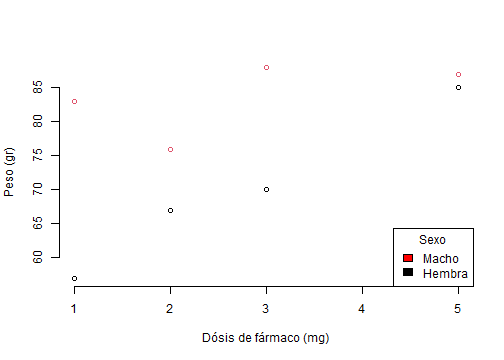 Peso (gr)
85
80
75
70
65
60
1 2 3 4 5
Dósis de fármaco (mg)
Sexo
Macho
Hembra